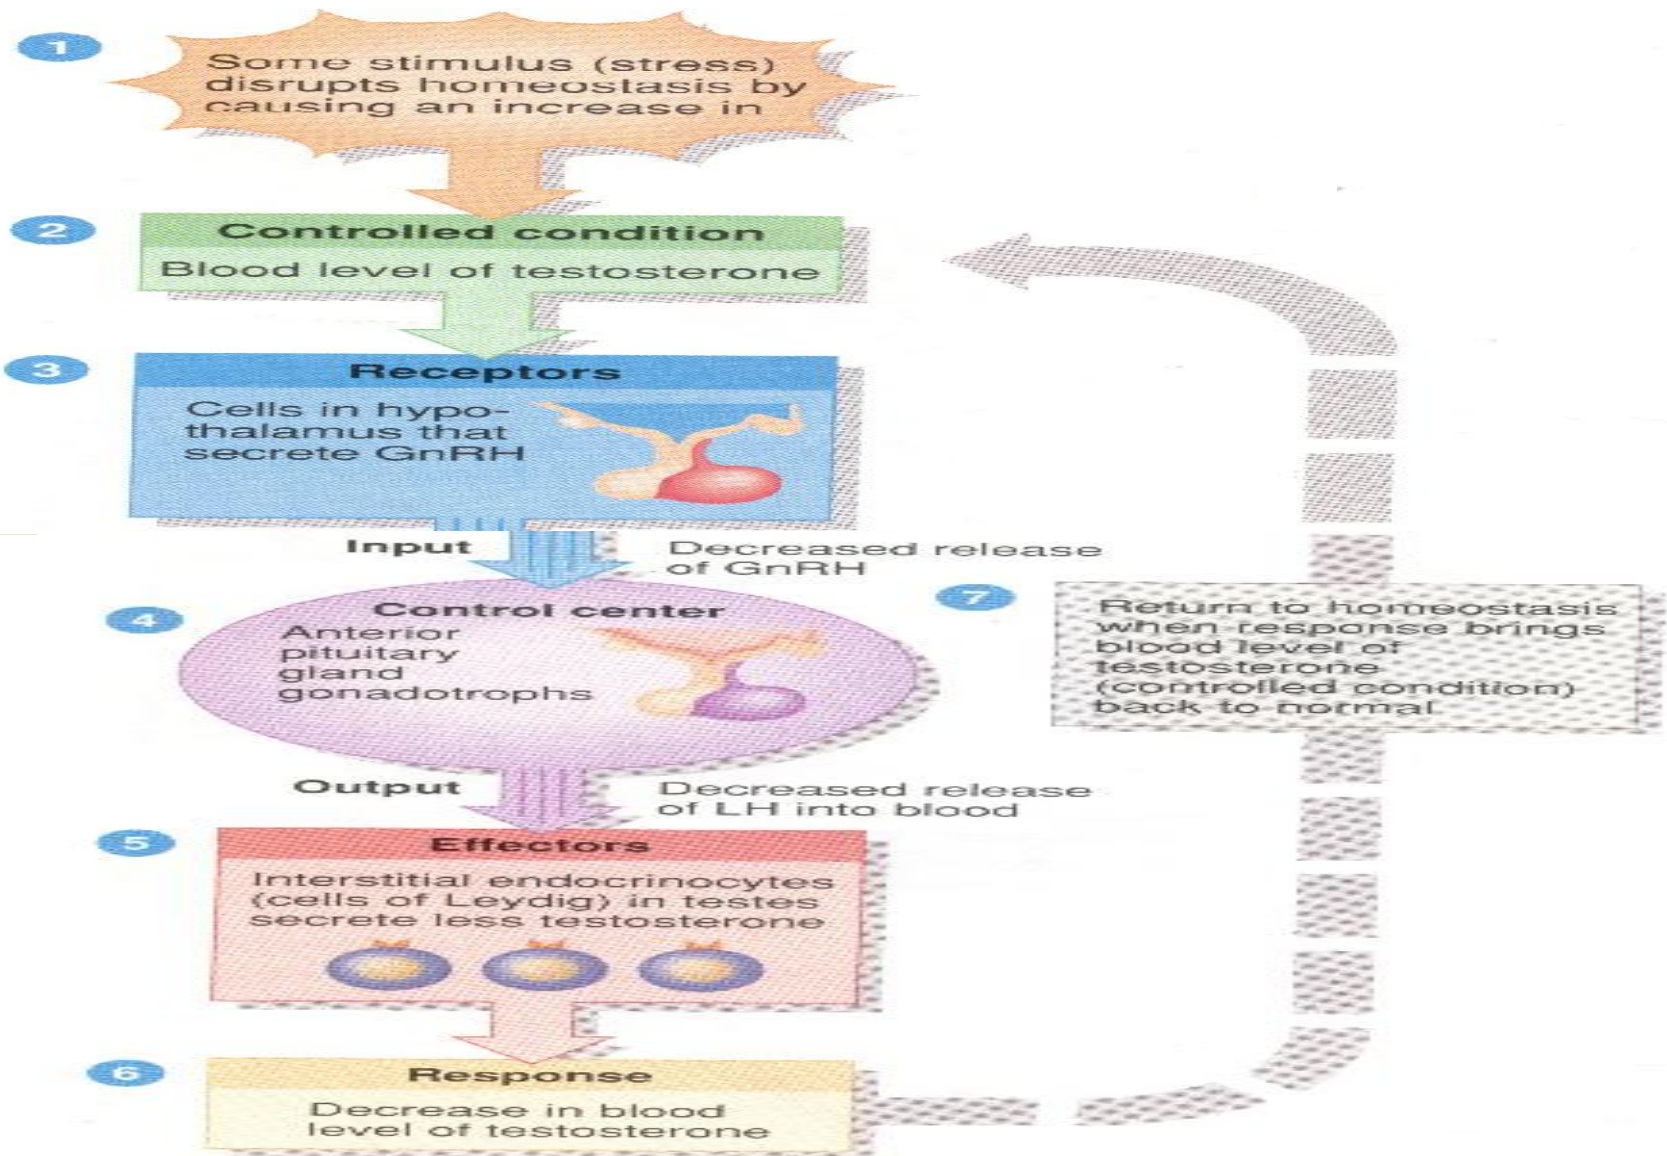 1
Some stimulus (stress)
disrupts homeostasis by
causing an increase in
2
Controlled condition
Blood level of testosterone
3
Receptors
Cells in hypo-
thalamus that
secrete GnRH
Input
Decreased release
of GnRH
4
Control center
Anterior
pituitary
gland
gonadotrophs
Output
Decreased release
of LH into blood
5
Effectors
Interstitial endocrinocytes
(cells of Leydig) in testes
secrete less testosterone
6
Response
Decrease in blood
level of testosterone
7
Return to homeostasis
when response brings
blood level of
testosterone
(controlled condition)
back to normal